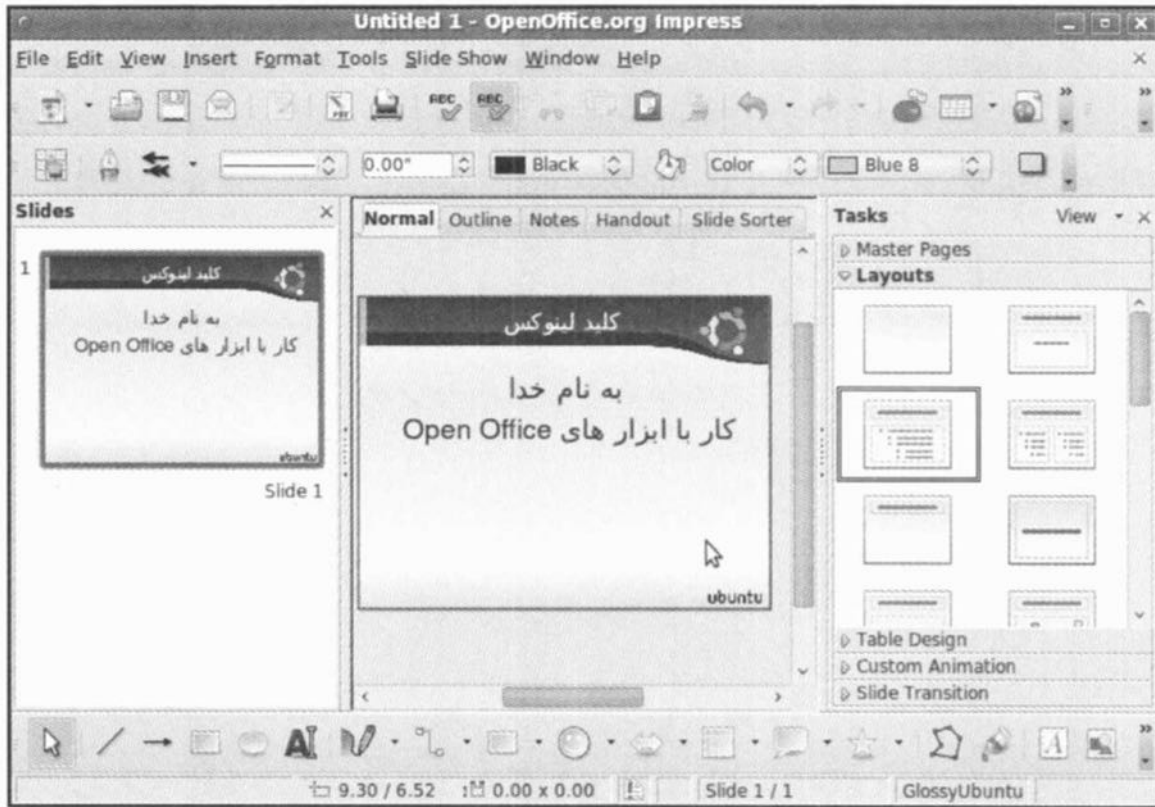 Untitled 1 - OpenOffice.org Impress
File Edit View Insert Format Tools Slide Show Window Help
ABC ABC
0.00" Black Color Blue 8
Slides
Normal Outline Notes Handout Slide Sorter
Tasks View
1
کلید لینوکس
به نام خدا
کار با ابزار های Open Office
ubuntu
Slide 1
کلید لینوکس
به نام خدا
کار با ابزار های Open Office
ubuntu
Master Pages
Layouts
Table Design
Custom Animation
Slide Transition
9.30 / 6.52 0.00 x 0.00 Slide 1 / 1 GlossyUbuntu